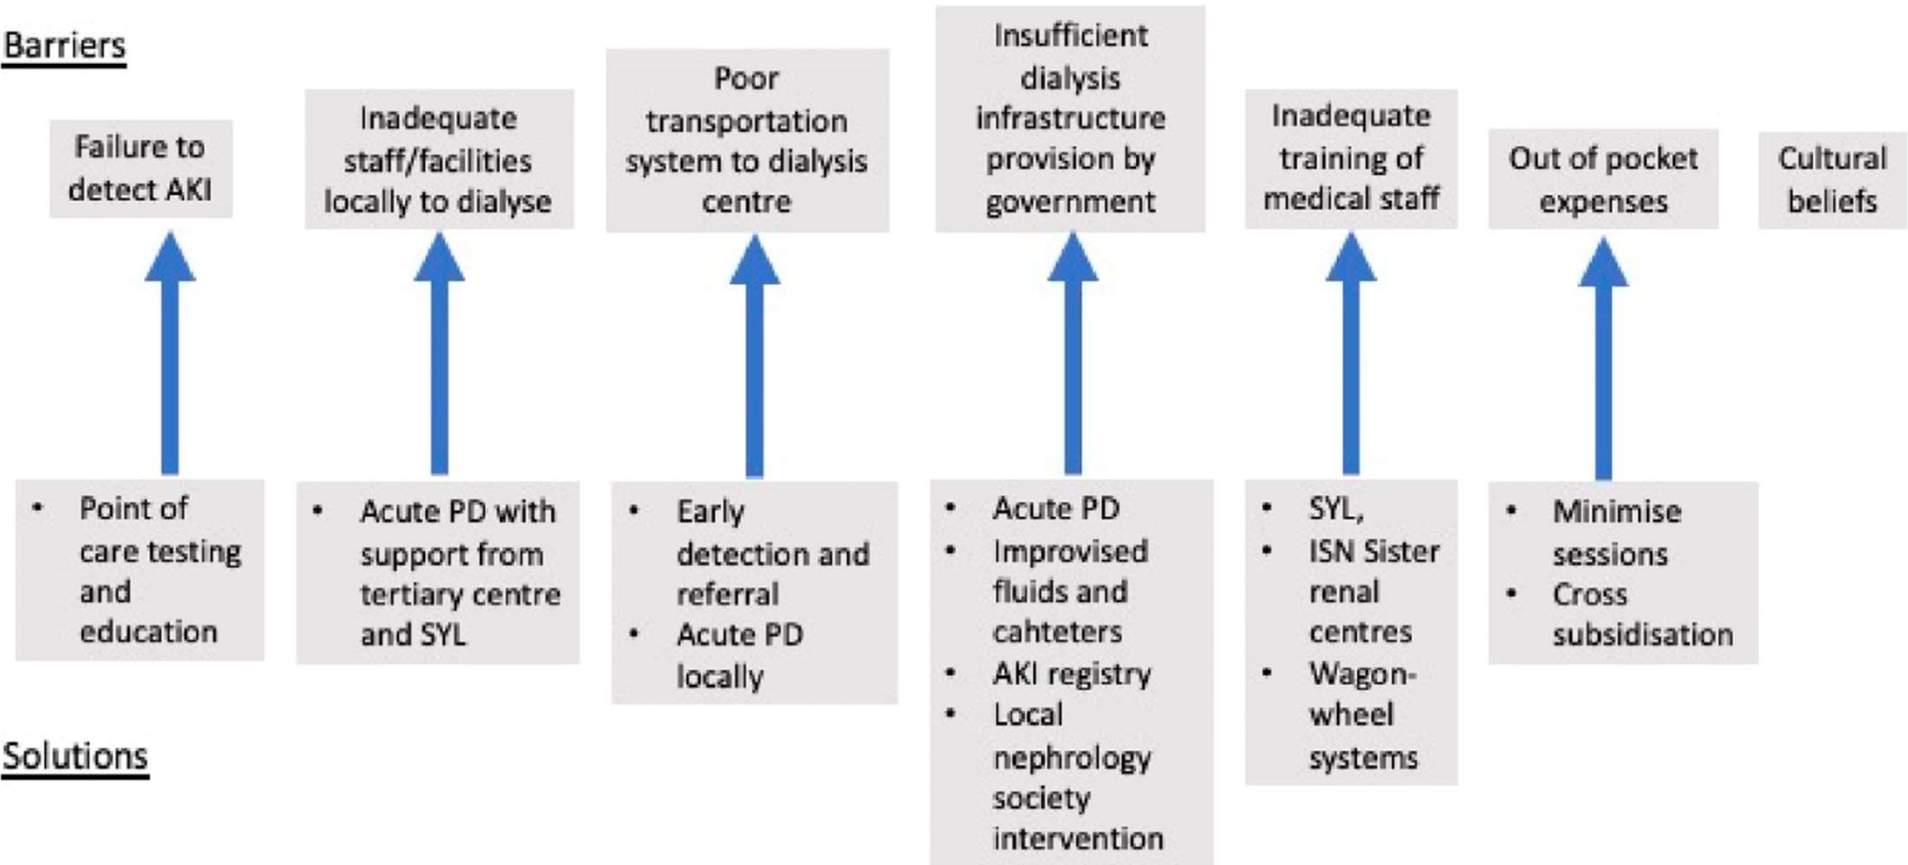 Barriers
Failure to
detect AKI
Inadequate
staff/facilities
locally to dialyse
Poor
transportation
system to dialysis
centre
Insufficient
dialysis
infrastructure
provision by
government
Inadequate
training of
medical staff
Out of pocket
expenses
Cultural
beliefs
• Point of
care testing
and
education
• Acute PD with
support from
tertiary centre
and SYL
• Early
detection and
referral
• Acute PD
locally
• Acute PD
• Improvised
fluids and
cahteters
• AKI registry
• Local
nephrology
society
intervention
• SYL,
• ISN Sister
renal
centres
• Wagon-
wheel
systems
• Minimise
sessions
• Cross
subsidisation
Solutions